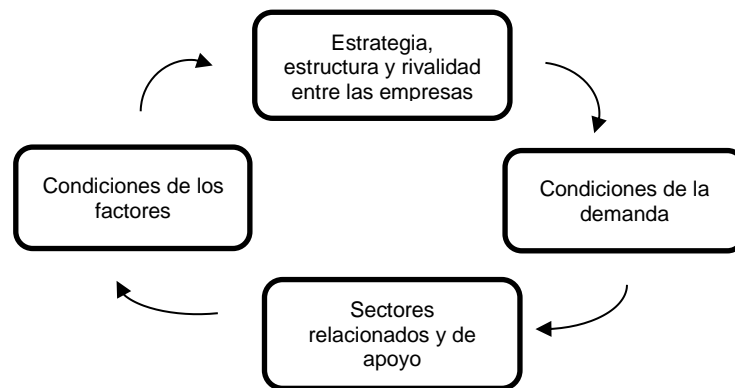 Estrategia,
estructura y rivalidad
entre las empresas
Condiciones de los
factores
Condiciones de la
demanda
Sectores
relacionados y de
apoyo